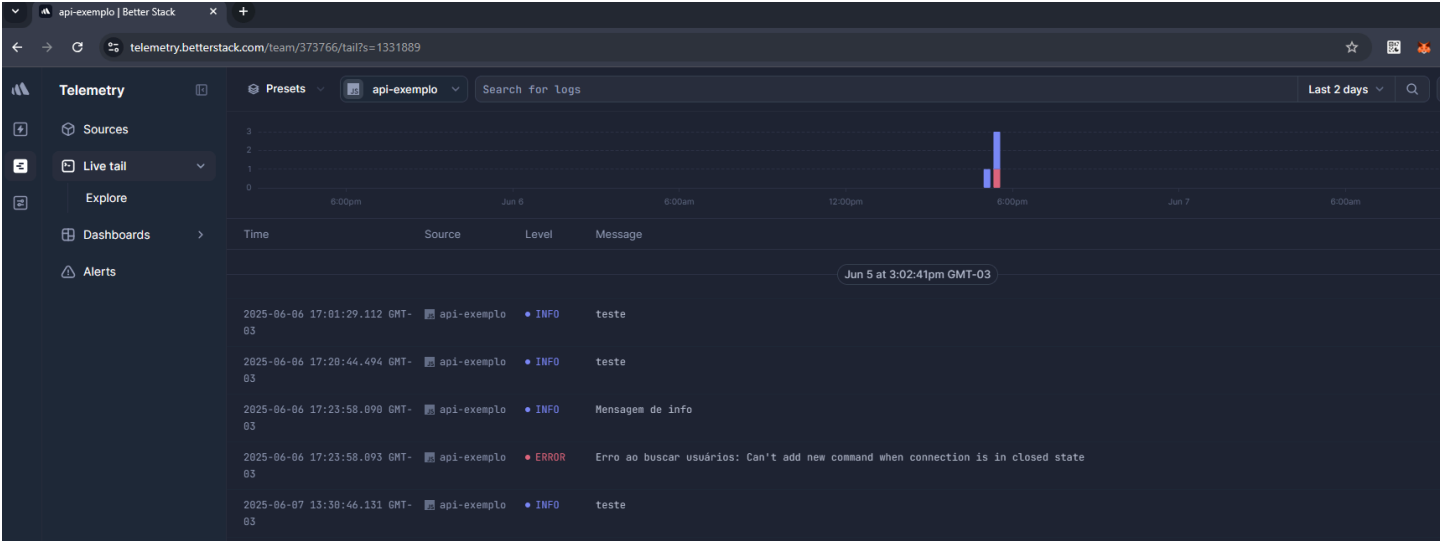 api-exemplo | Better Stack
telemetry.betterstack.com/team/373766/tail?s=1331889
Telemetry
Presets
JS
api-exemplo
Search for logs
Last 2 days
Sources
Live tail
Explore
Dashboards
Alerts
3
2
1
0
6:00pm
Jun 6
6:00am
12:00pm
6:00pm
Jun 7
6:00am
Time Source Level Message
Jun 5 at 3:02:41pm GMT-03
2025-06-06 17:01:29.112 GMT- api-exemplo INFO teste
03
2025-06-06 17:20:44.494 GMT- api-exemplo INFO teste
03
2025-06-06 17:23:58.090 GMT- api-exemplo INFO Mensagem de info
03
2025-06-06 17:23:58.093 GMT- api-exemplo ERROR Erro ao buscar usuários: Can't add new command when connection is in closed state
03
2025-06-07 13:30:46.131 GMT- api-exemplo INFO teste
03